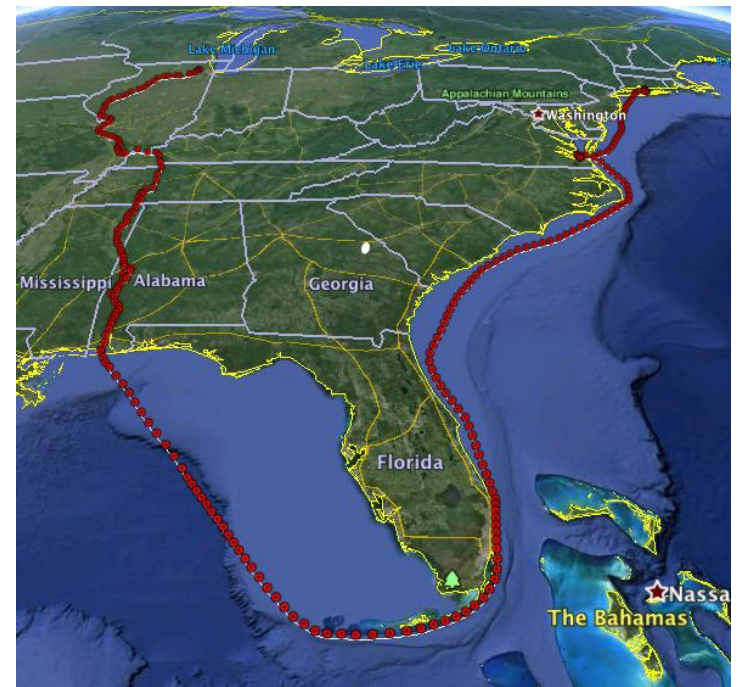 Lake Michigan
Lake Ontario
Lake Erie
Appalachian Mountains
Washington
Mississippi
Alabama
Georgia
Florida
Nassa
The Bahamas